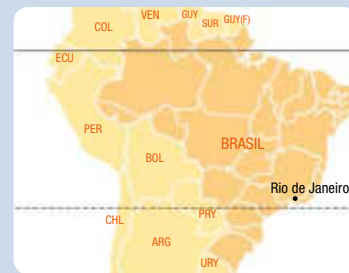 VEN
GUY
SUR
GUY(F)
COL
ECU
PER
BRASIL
BOL
Rio de Janeiro
CHL
PRY
ARG
URY